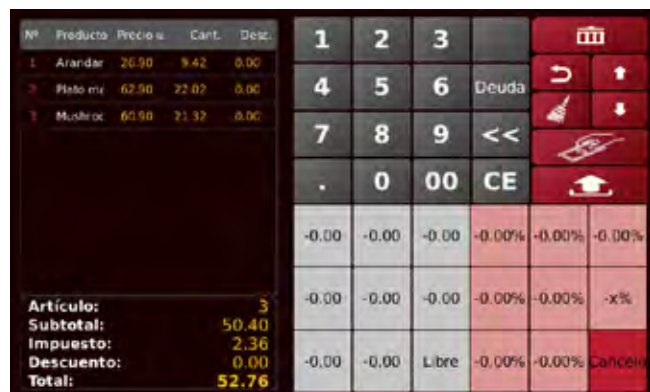 Nº Producto Precio u. Cant. Desc.
1 Arandar 26.90 9.42 0.00
2 Plato ma 62.90 22.02 0.00
3 Mushroc 60.90 21.32 0.00
Artículo: 3
Subtotal: 50.40
Impuesto: 2.36
Descuento: 0.00
Total: 52.76
1 2 3
4 5 6 Deuda
7 8 9 <<
. 0 00 CE
-0.00 -0.00 -0.00 -0.00% -0.00% -0.00%
-0.00 -0.00 -0.00 -0.00% -0.00% -x%
-0.00 -0.00 Libre -0.00% -0.00% Cancelo